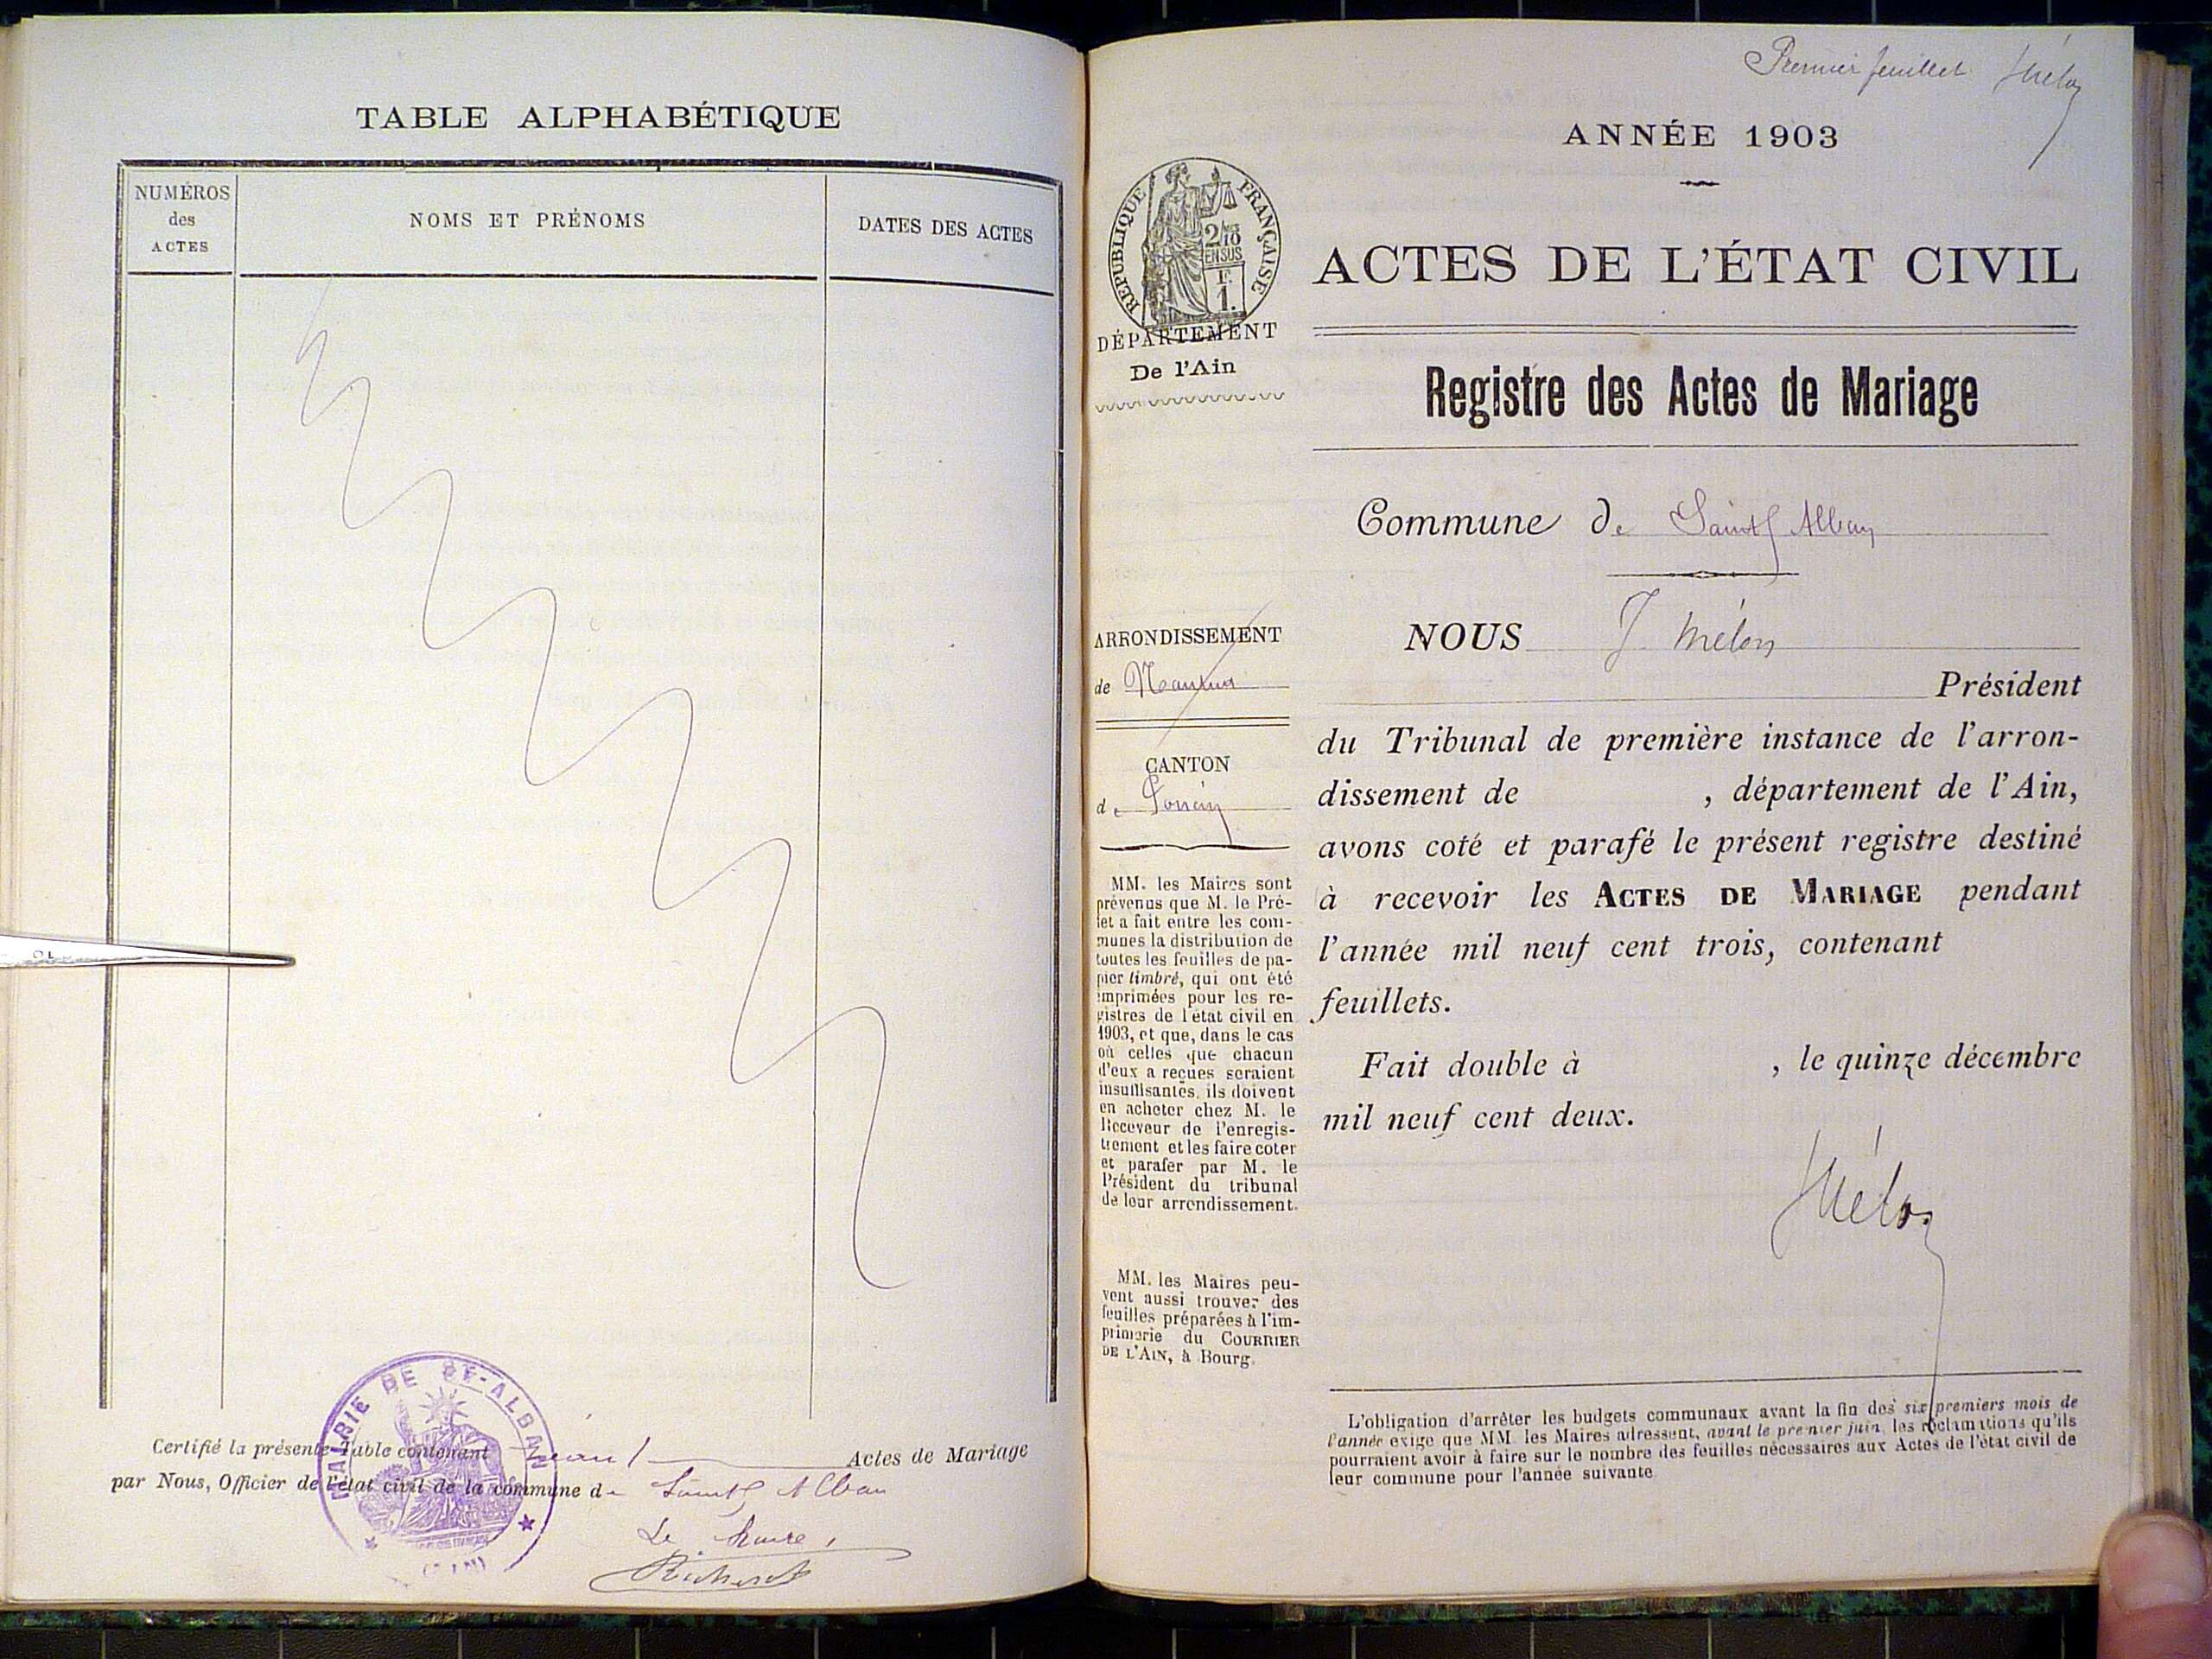 TABLE ALPHABÉTIQUE
NUMÉROS
des
ACTES
NOMS ET PRÉNOMS
DATES DES ACTES
MAIRIE DE ST-ALBAN
(AIN)
Certifié la présente Table contenant néant Actes de Mariage
par Nous, Officier de l'état civil de la commune de Saint Alban
Le Maire,
Premier feuillet Mélon
ANNÉE 1903
RÉPUBLIQUE FRANÇAISE
2/10
EN SUS
1 F.
DÉPARTEMENT
De l'Ain
ACTES DE L'ÉTAT CIVIL
Registre des Actes de Mariage
Commune de Saint Alban
ARRONDISSEMENT
de Nantua
CANTON
de Poncin
MM. les Maires sont
prévenus que M. le Pré-
fet a fait entre les com-
munes la distribution de
toutes les feuilles de pa-
pier timbré, qui ont été
imprimées pour les re-
gistres de l'état civil en
1903, et que, dans le cas
où celles que chacun
d'eux a reçues seraient
insuffisantes, ils doivent
en acheter chez M. le
Receveur de l'enregis-
trement et les faire coter
et parafer par M. le
Président du tribunal
de leur arrondissement.
MM. les Maires peu-
vent aussi trouver des
feuilles préparées à l'im-
primerie du COURRIER
DE L'AIN, à Bourg.
NOUS J. Mélon
Président
du Tribunal de première instance de l'arron-
dissement de , département de l'Ain,
avons coté et parafé le présent registre destiné
à recevoir les ACTES DE MARIAGE pendant
l'année mil neuf cent trois, contenant
feuillets.
Fait double à , le quinze décembre
mil neuf cent deux.
Mélon
L'obligation d'arrêter les budgets communaux avant la fin des six premiers mois de
l'année exige que MM. les Maires adressent, avant le premier juin, les réclamations qu'ils
pourraient avoir à faire sur le nombre des feuilles nécessaires aux Actes de l'état civil de
leur commune pour l'année suivante.